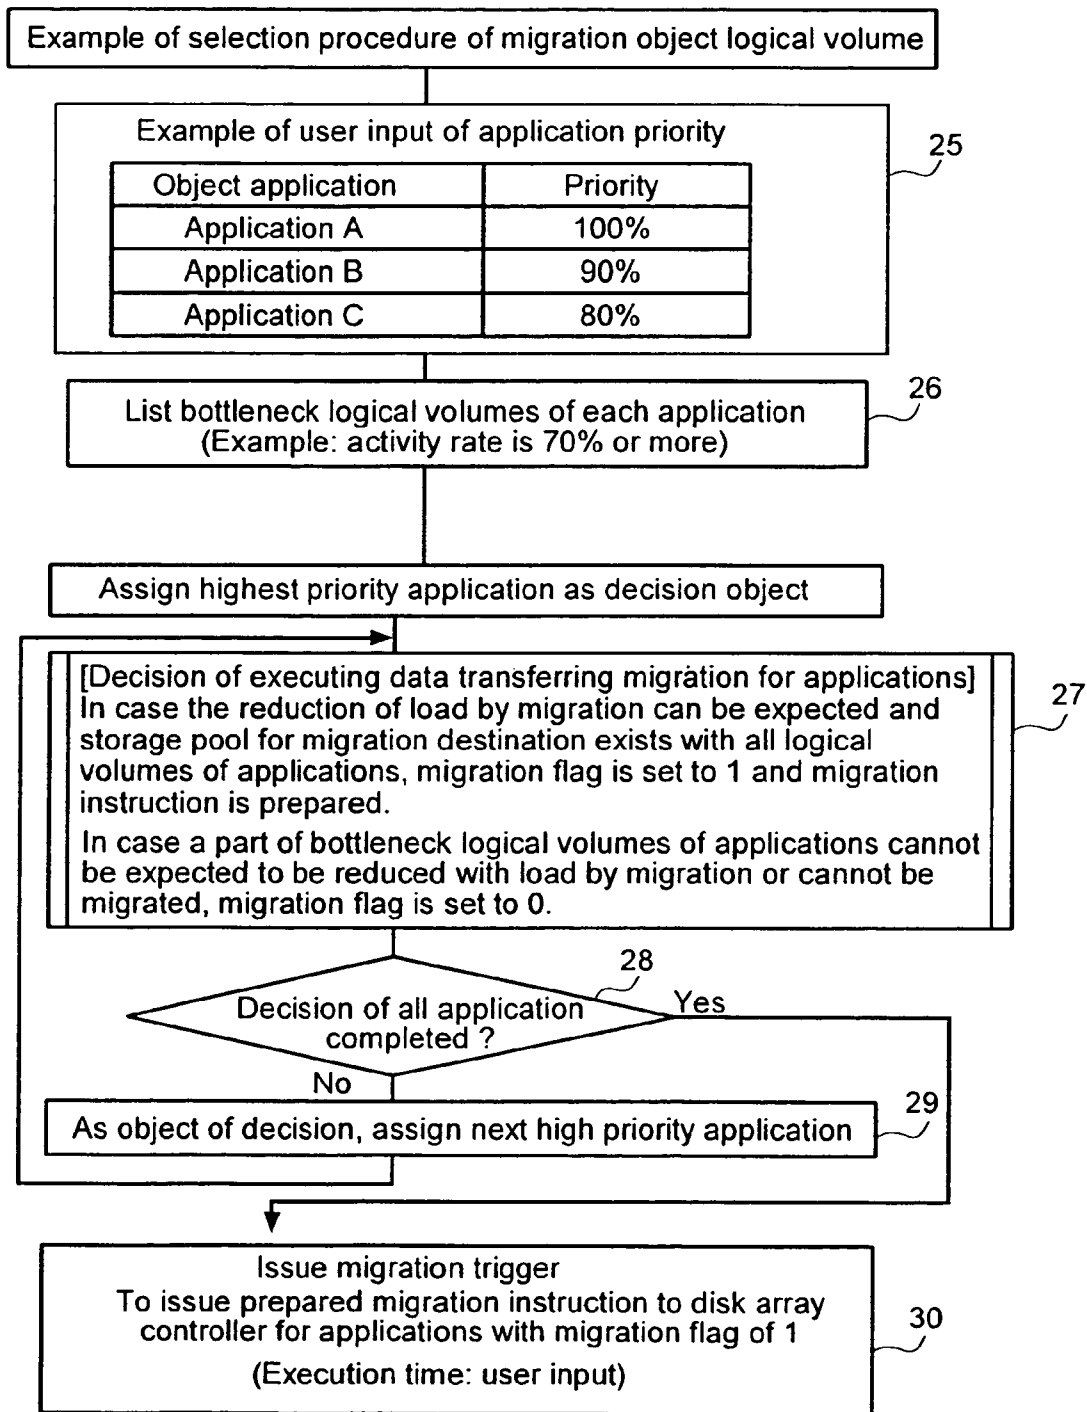 Example of selection procedure of migration object logical volume
Example of user input of application priority
25
Object application Priority
Application A 100%
Application B 90%
Application C 80%
26
List bottleneck logical volumes of each application
(Example: activity rate is 70% or more)
Assign highest priority application as decision object
[Decision of executing data transferring migration for applications]
27
In case the reduction of load by migration can be expected and
storage pool for migration destination exists with all logical
volumes of applications, migration flag is set to 1 and migration
instruction is prepared.
In case a part of bottleneck logical volumes of applications cannot
be expected to be reduced with load by migration or cannot be
migrated, migration flag is set to 0.
28
Decision of all application
completed ?
Yes
No
29
As object of decision, assign next high priority application
Issue migration trigger
To issue prepared migration instruction to disk array
controller for applications with migration flag of 1
30
(Execution time: user input)